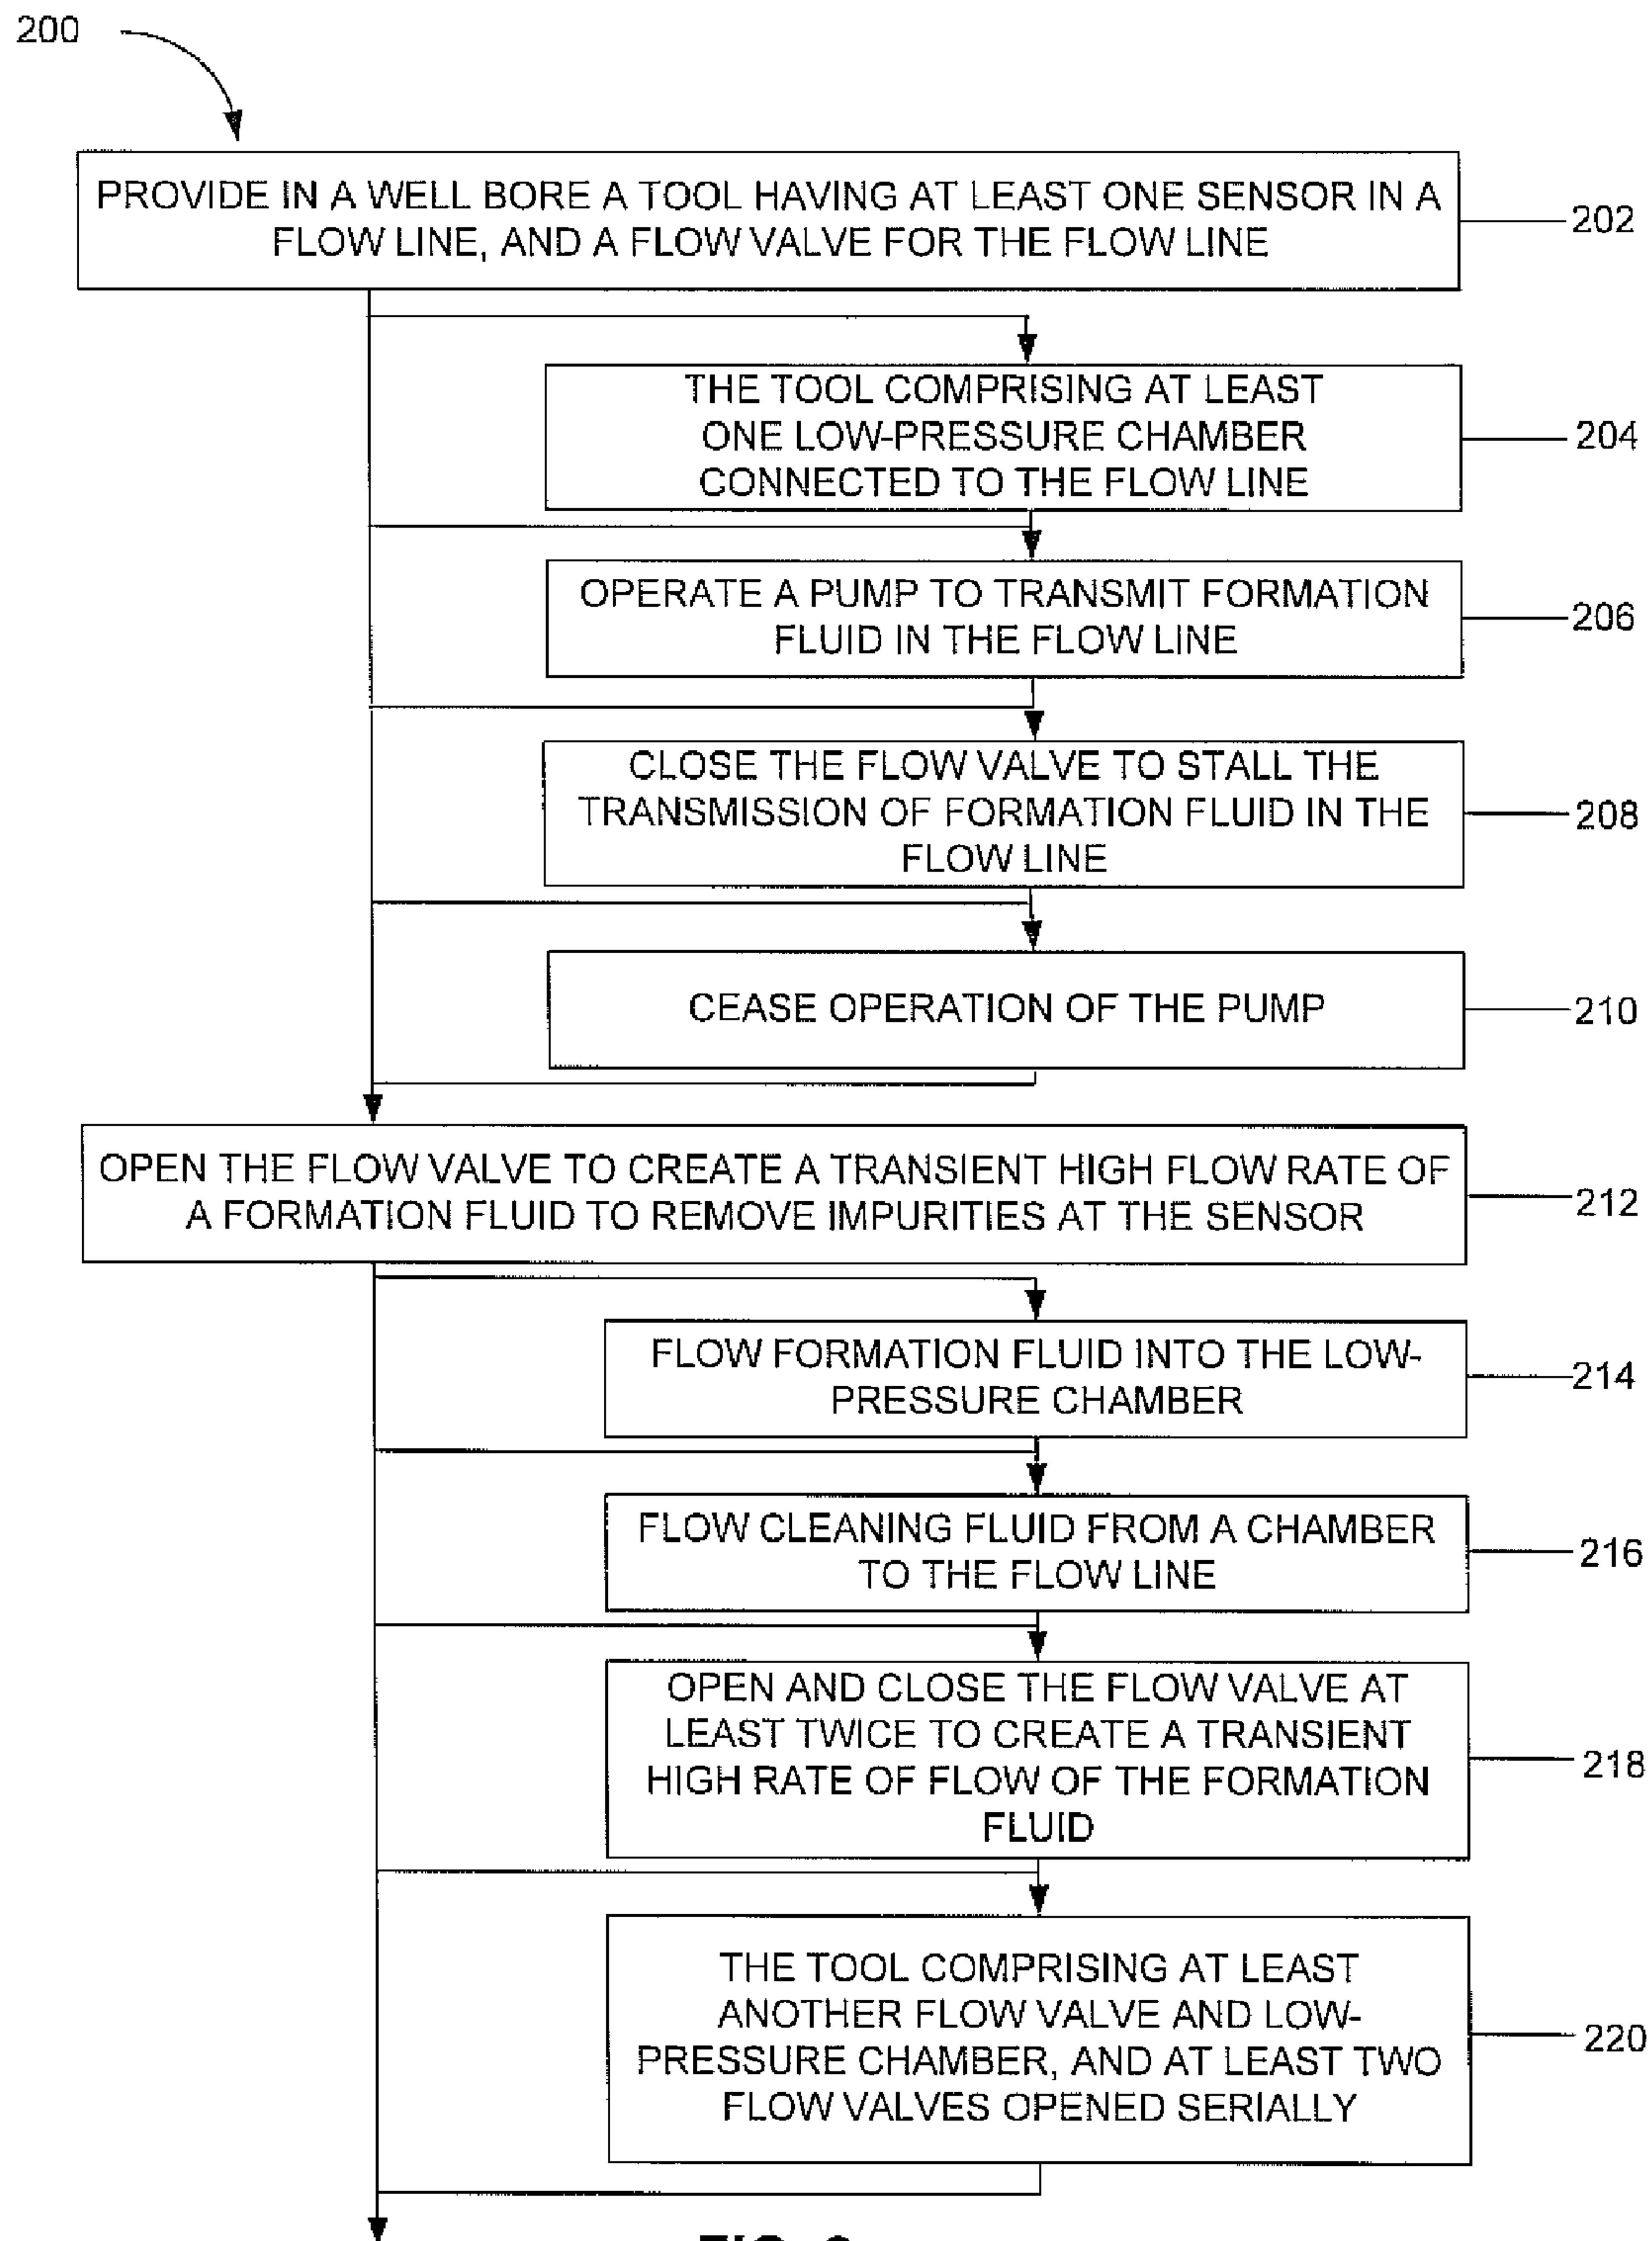 200
PROVIDE IN A WELL BORE A TOOL HAVING AT LEAST ONE SENSOR IN A
FLOW LINE, AND A FLOW VALVE FOR THE FLOW LINE
202
THE TOOL COMPRISING AT LEAST
ONE LOW-PRESSURE CHAMBER
CONNECTED TO THE FLOW LINE
204
OPERATE A PUMP TO TRANSMIT FORMATION
FLUID IN THE FLOW LINE
206
CLOSE THE FLOW VALVE TO STALL THE
TRANSMISSION OF FORMATION FLUID IN THE
FLOW LINE
208
CEASE OPERATION OF THE PUMP
210
OPEN THE FLOW VALVE TO CREATE A TRANSIENT HIGH FLOW RATE OF
A FORMATION FLUID TO REMOVE IMPURITIES AT THE SENSOR
212
FLOW FORMATION FLUID INTO THE LOW-
PRESSURE CHAMBER
214
FLOW CLEANING FLUID FROM A CHAMBER
TO THE FLOW LINE
216
OPEN AND CLOSE THE FLOW VALVE AT
LEAST TWICE TO CREATE A TRANSIENT
HIGH RATE OF FLOW OF THE FORMATION
FLUID
218
THE TOOL COMPRISING AT LEAST
ANOTHER FLOW VALVE AND LOW-
PRESSURE CHAMBER, AND AT LEAST TWO
FLOW VALVES OPENED SERIALLY
220